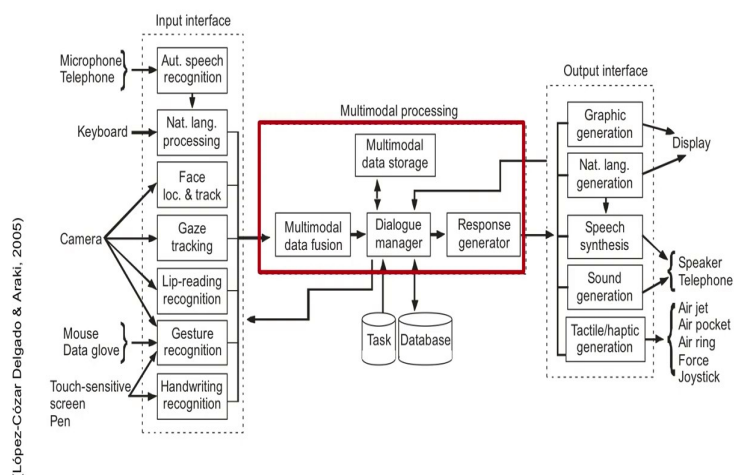 Input interface
Microphone
Telephone
Aut. speech
recognition
Keyboard
Nat. lang.
processing
Face
loc. & track
Camera
Gaze
tracking
Lip-reading
recognition
Mouse
Data glove
Gesture
recognition
Touch-sensitive
screen
Pen
Handwriting
recognition
Multimodal processing
Multimodal
data storage
Multimodal
data fusion
Dialogue
manager
Response
generator
Task
Database
Output interface
Graphic
generation
Nat. lang.
generation
Display
Speech
synthesis
Sound
generation
Speaker
Telephone
Tactile/haptic
generation
Air jet
Air pocket
Air ring
Force
Joystick
(López-Cózar Delgado & Araki, 2005)